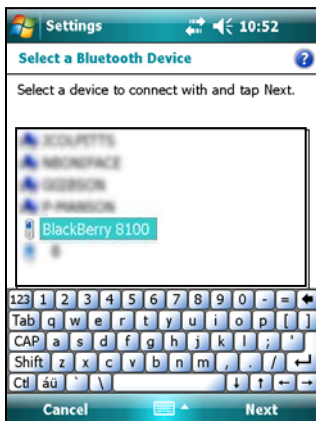 Settings 10:52
Select a Bluetooth Device ?
Select a device to connect with and tap Next.
BlackBerry 8100
123 1 2 3 4 5 6 7 8 9 0 - =
Tab q w e r t y u i o p [ ]
CAP a s d f g h j k l ; '
Shift z x c v b n m , . /
Ctl áü ` \
Cancel Next